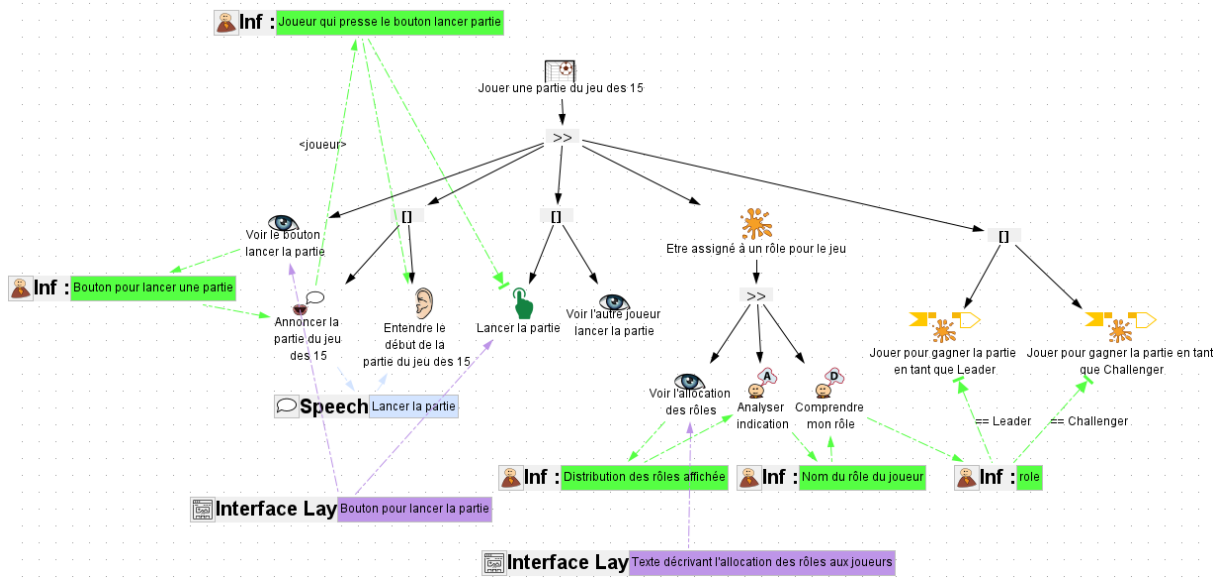 Inf : Joueur qui presse le bouton lancer partie
Jouer une partie du jeu des 15
>>
<joueur>
[]
[]
Voir le bouton
lancer la partie
Etre assigné à un rôle pour le jeu
[]
Inf : Bouton pour lancer une partie
>>
Annoncer la
partie du jeu
des 15
Entendre le
début de la
partie du jeu des 15
Lancer la partie
Voir l'autre joueur
lancer la partie
Jouer pour gagner la partie
en tant que Leader
Jouer pour gagner la partie en tant
que Challenger
A
D
Voir l'allocation
des rôles
Analyser
indication
Comprendre
mon rôle
Speech Lancer la partie
== Leader
== Challenger
Inf : Distribution des rôles affichée
Inf : Nom du rôle du joueur
Inf : role
Interface Lay Bouton pour lancer la partie
Interface Lay Texte décrivant l'allocation des rôles aux joueurs